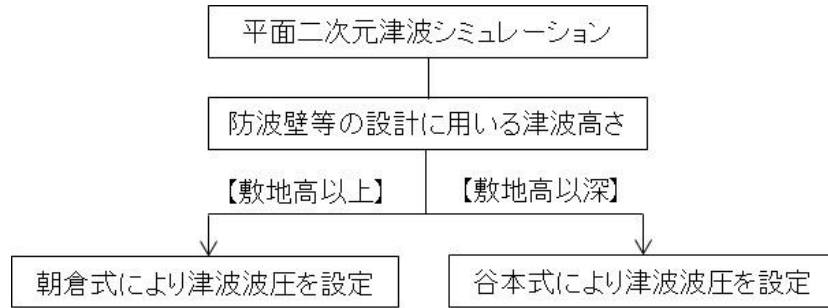 平面二次元津波シミュレーション
防波壁等の設計に用いる津波高さ
【敷地高以上】
【敷地高以深】
朝倉式により津波波圧を設定
谷本式により津波波圧を設定